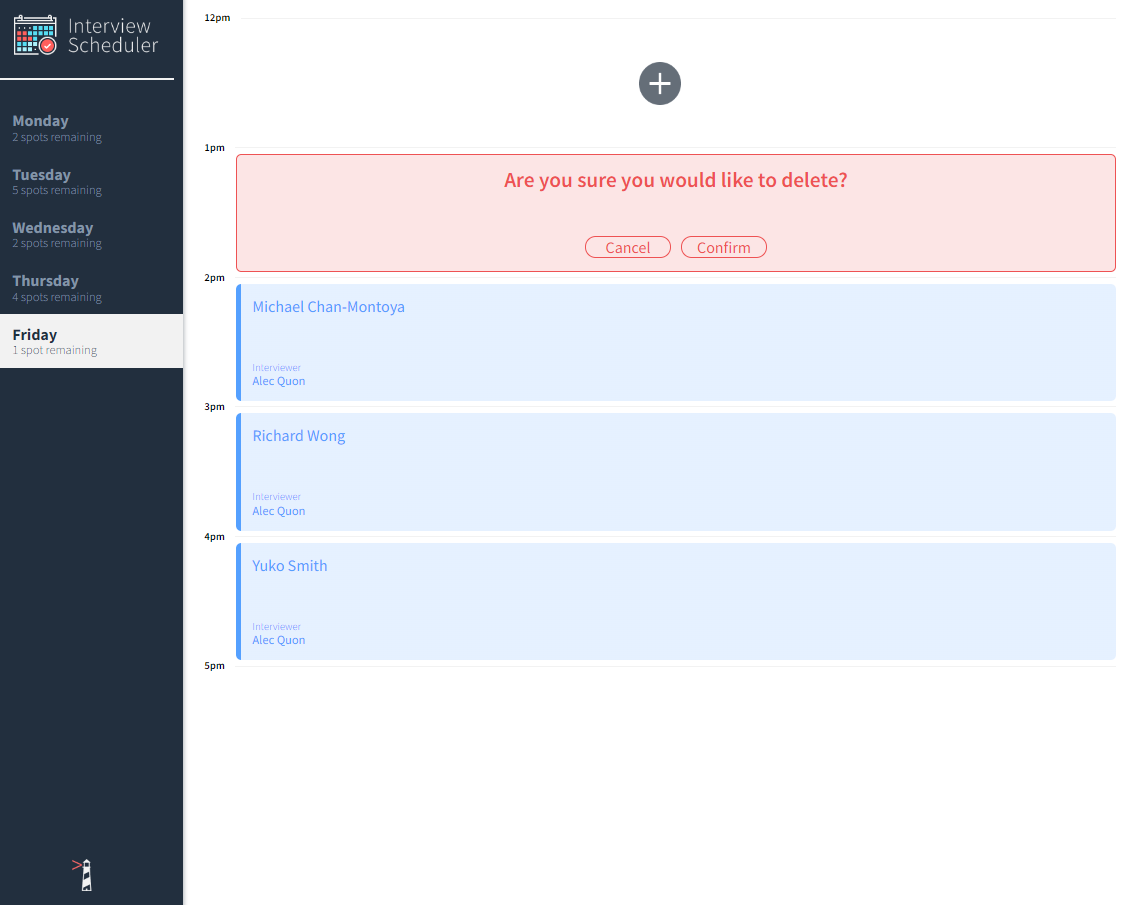 Interview
Scheduler
Monday
2 spots remaining
Tuesday
5 spots remaining
Wednesday
2 spots remaining
Thursday
4 spots remaining
Friday
1 spot remaining
12pm
1pm
Are you sure you would like to delete?
Cancel Confirm
2pm
Michael Chan-Montoya
Interviewer
Alec Quon
3pm
Richard Wong
Interviewer
Alec Quon
4pm
Yuko Smith
Interviewer
Alec Quon
5pm